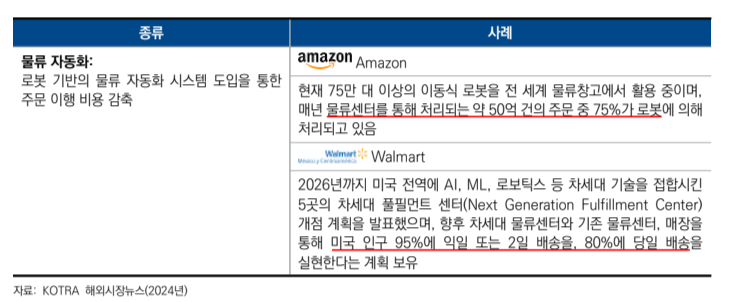 종류
사례
물류 자동화:
로봇 기반의 물류 자동화 시스템 도입을 통한
주문 이행 비용 감축
amazon Amazon
현재 75만 대 이상의 이동식 로봇을 전 세계 물류창고에서 활용 중이며,
매년 물류센터를 통해 처리되는 약 50억 건의 주문 중 75%가 로봇에 의해
처리되고 있음
Walmart
México y Centroamérica
Walmart
2026년까지 미국 전역에 AI, ML, 로보틱스 등 차세대 기술을 접합시킨
5곳의 차세대 풀필먼트 센터(Next Generation Fulfillment Center)
개점 계획을 발표했으며, 향후 차세대 물류센터와 기존 물류센터, 매장을
통해 미국 인구 95%에 익일 또는 2일 배송을, 80%에 당일 배송을
실현한다는 계획 보유
자료: KOTRA 해외시장뉴스(2024년)